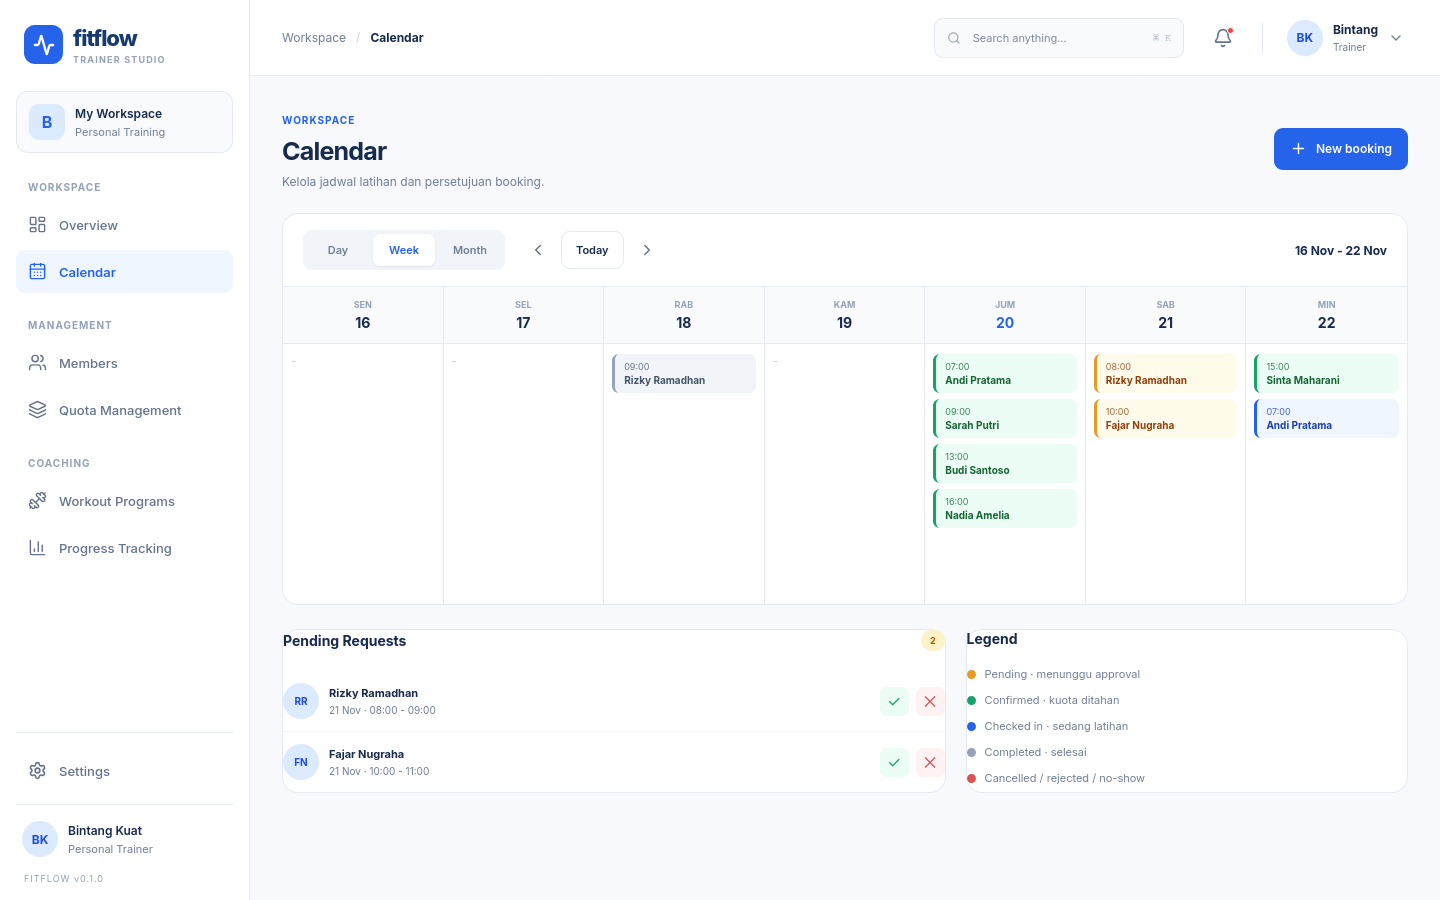 fitflow
TRAINER STUDIO
B
My Workspace
Personal Training
WORKSPACE
Overview
Calendar
MANAGEMENT
Members
Quota Management
COACHING
Workout Programs
Progress Tracking
Settings
BK
Bintang Kuat
Personal Trainer
FITFLOW v0.1.0
Workspace / Calendar
Search anything...
⌘ K
BK
Bintang
Trainer
WORKSPACE
Calendar
Kelola jadwal latihan dan persetujuan booking.
New booking
Day
Week
Month
Today
16 Nov - 22 Nov
SEN
16
SEL
17
RAB
18
KAM
19
JUM
20
SAB
21
MIN
22
–
–
09:00
Rizky Ramadhan
–
07:00
Andi Pratama
09:00
Sarah Putri
13:00
Budi Santoso
16:00
Nadia Amelia
08:00
Rizky Ramadhan
10:00
Fajar Nugraha
15:00
Sinta Maharani
07:00
Andi Pratama
Pending Requests
2
RR
Rizky Ramadhan
21 Nov · 08:00 - 09:00
FN
Fajar Nugraha
21 Nov · 10:00 - 11:00
Legend
Pending · menunggu approval
Confirmed · kuota ditahan
Checked in · sedang latihan
Completed · selesai
Cancelled / rejected / no-show